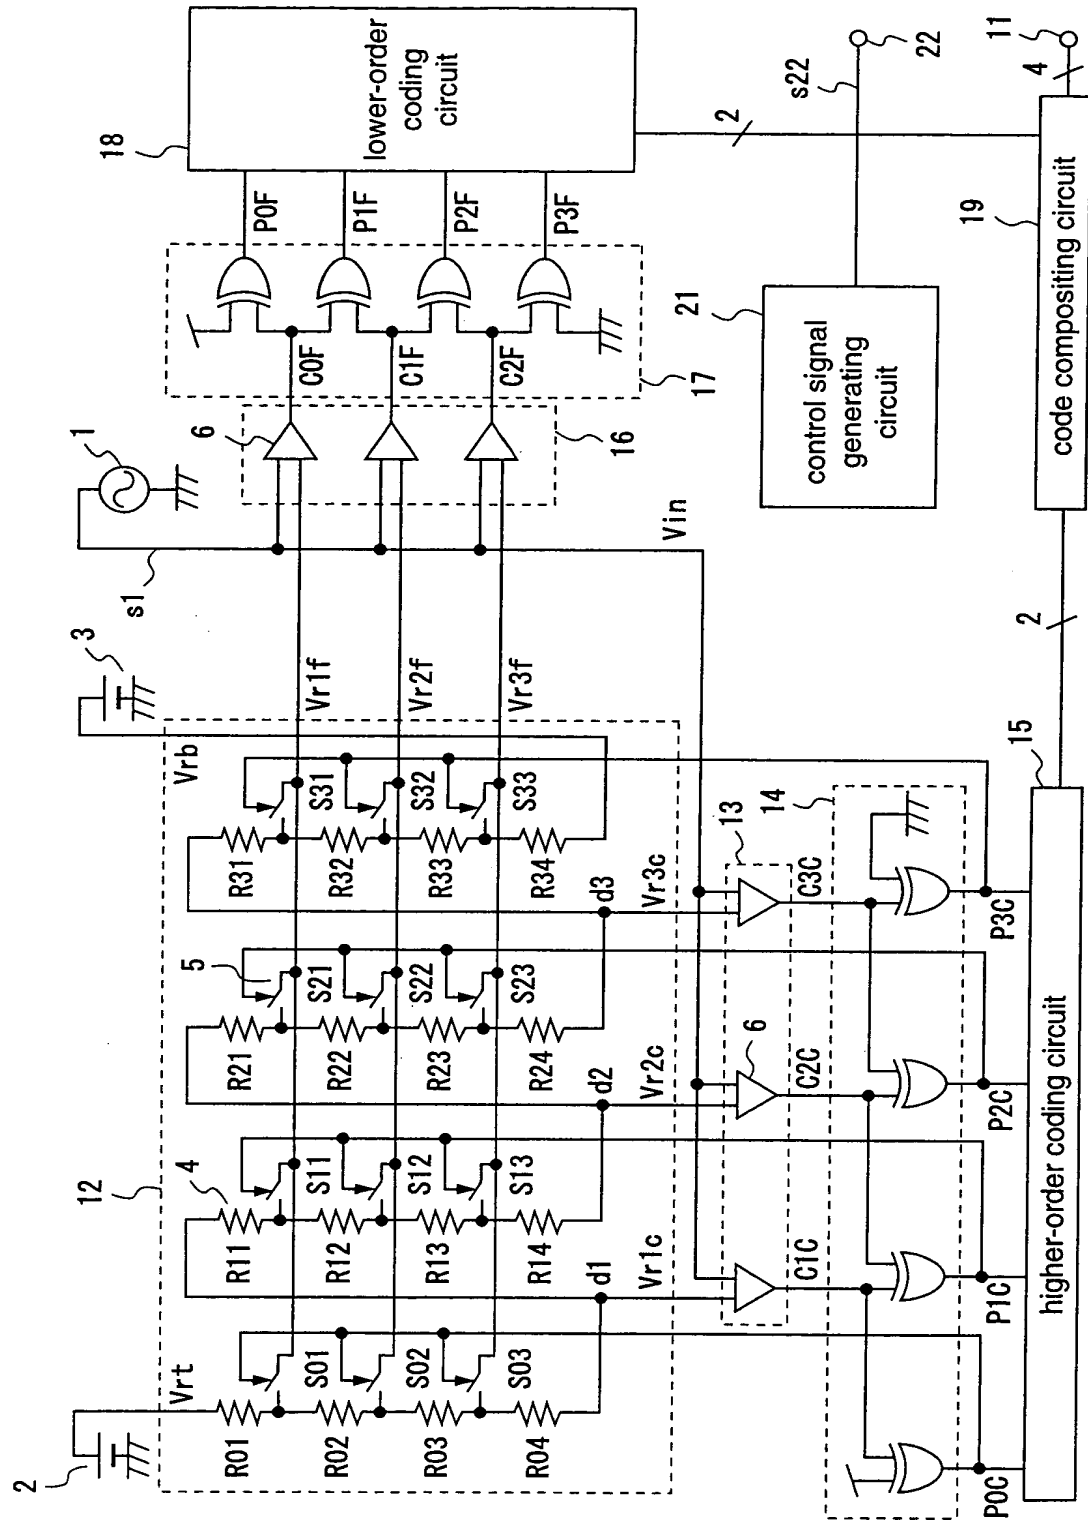 2
Vrt
12
R01
R02
R03
R04
S01
S02
S03
d1
Vr1c
4
R11
R12
R13
R14
S11
S12
S13
d2
Vr2c
5
R21
R22
R23
R24
S21
S22
S23
d3
Vr3c
3
Vrb
R31
R32
R33
R34
S31
S32
S33
Vr1f
Vr2f
Vr3f
s1
1
Vin
6
16
C0F
C1F
C2F
17
P0F
P1F
P2F
P3F
18
lower-order
coding
circuit
2
13
6
C1C
C2C
C3C
14
P0C
P1C
P2C
P3C
15
higher-order coding circuit
2
21
control signal
generating
circuit
s22
22
19
code compositing circuit
4
11